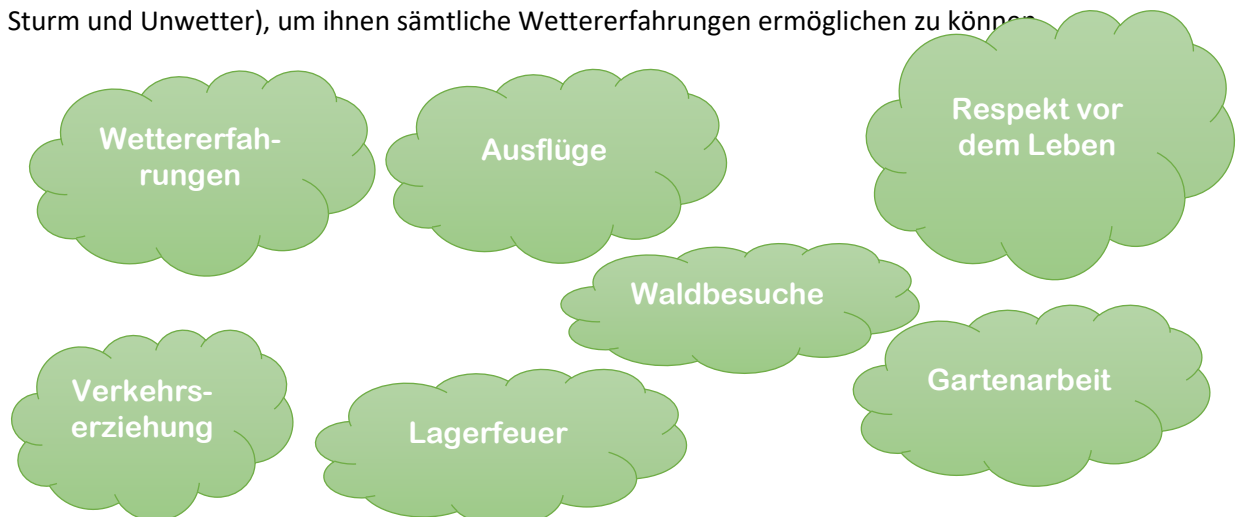 Sturm und Unwetter), um ihnen sämtliche Wettererfahrungen ermöglichen zu können
Wettererfah-
rungen
Ausflüge
Respekt vor
dem Leben
Waldbesuche
Verkehrs-
erziehung
Lagerfeuer
Gartenarbeit